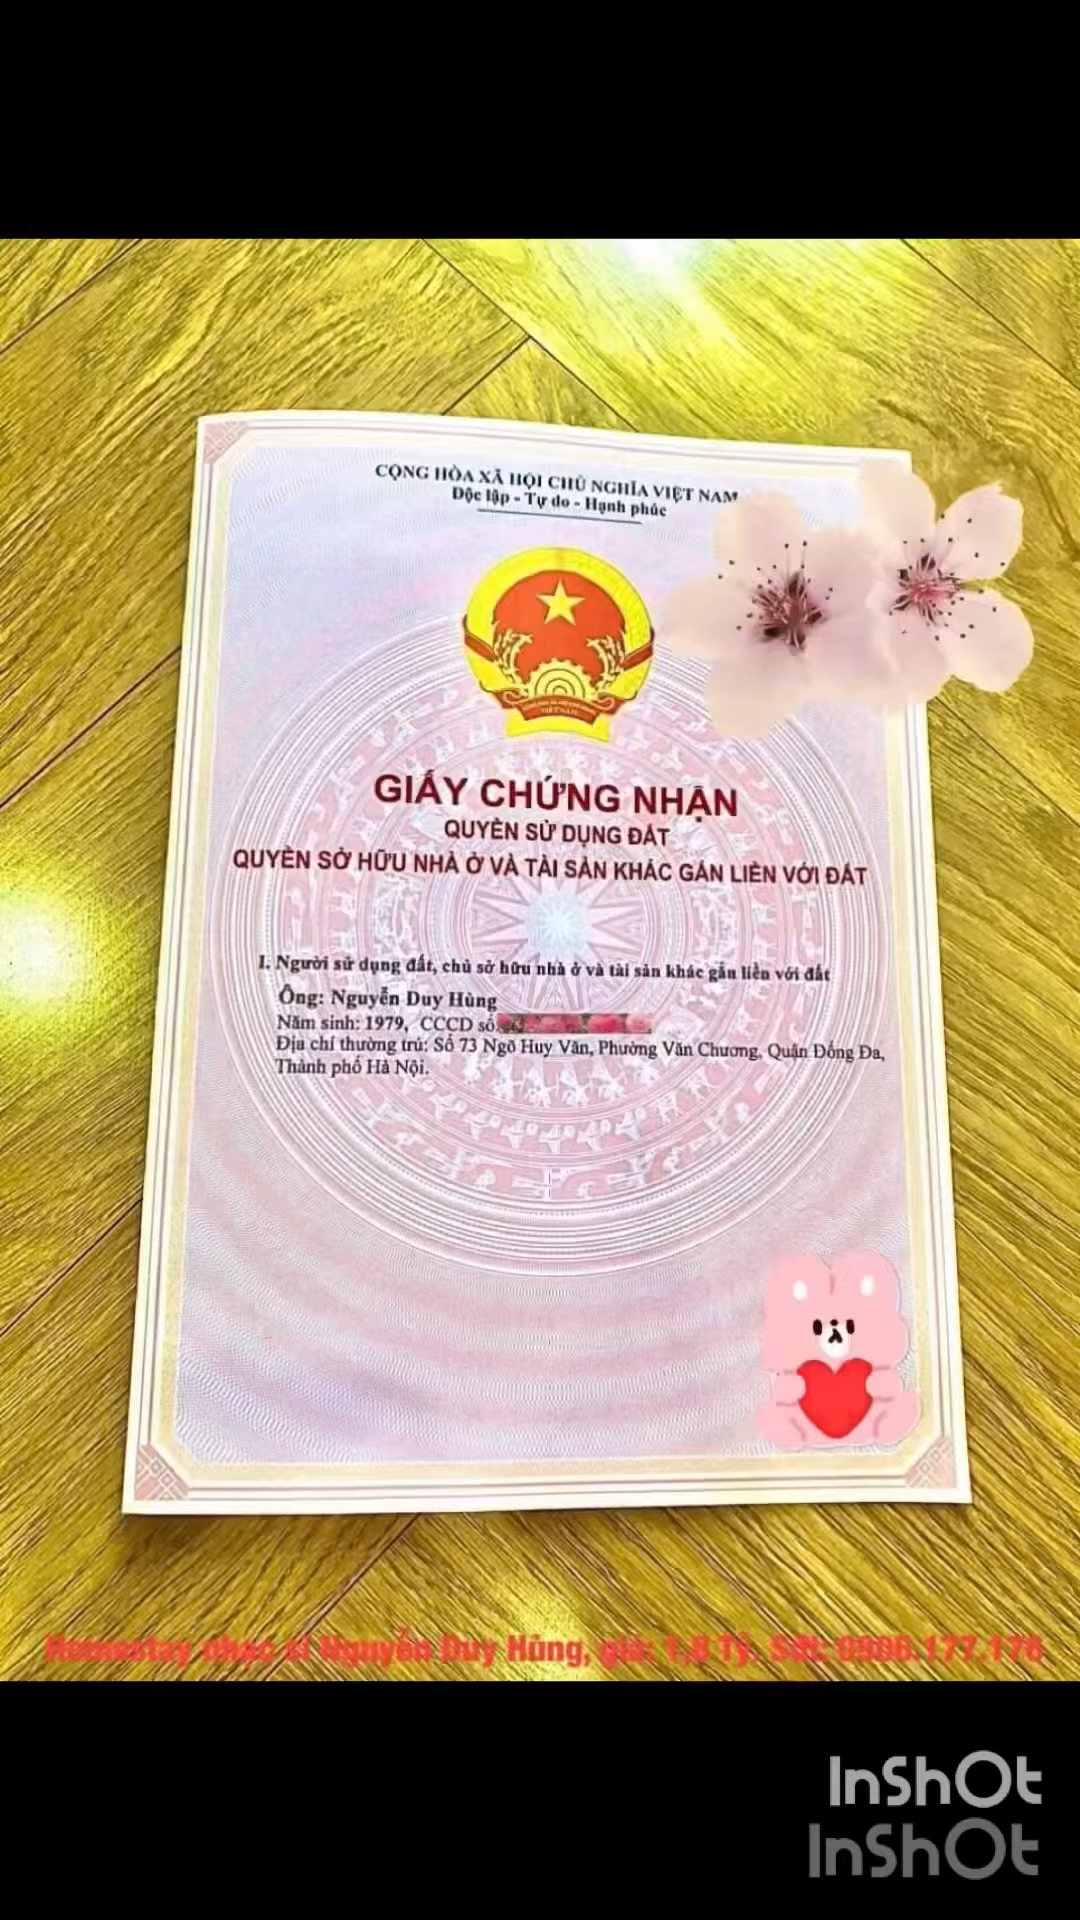 CỘNG HÒA XÃ HỘI CHỦ NGHĨA VIỆT NAM
Độc lập - Tự do - Hạnh phúc
GIẤY CHỨNG NHẬN
QUYỀN SỬ DỤNG ĐẤT
QUYỀN SỞ HỮU NHÀ Ở VÀ TÀI SẢN KHÁC GẮN LIỀN VỚI ĐẤT
I. Người sử dụng đất, chủ sở hữu nhà ở và tài sản khác gắn liền với đất
Ông: Nguyễn Duy Hùng
Năm sinh: 1979, CCCD số
Địa chỉ thường trú: Số 73 Ngõ Huy Văn, Phường Văn Chương, Quận Đống Đa,
Thành phố Hà Nội.
Homestay nhạc sĩ Nguyễn Duy Hùng, giá: 1,8 Tỷ. Sđt:
InShOt
InShOt